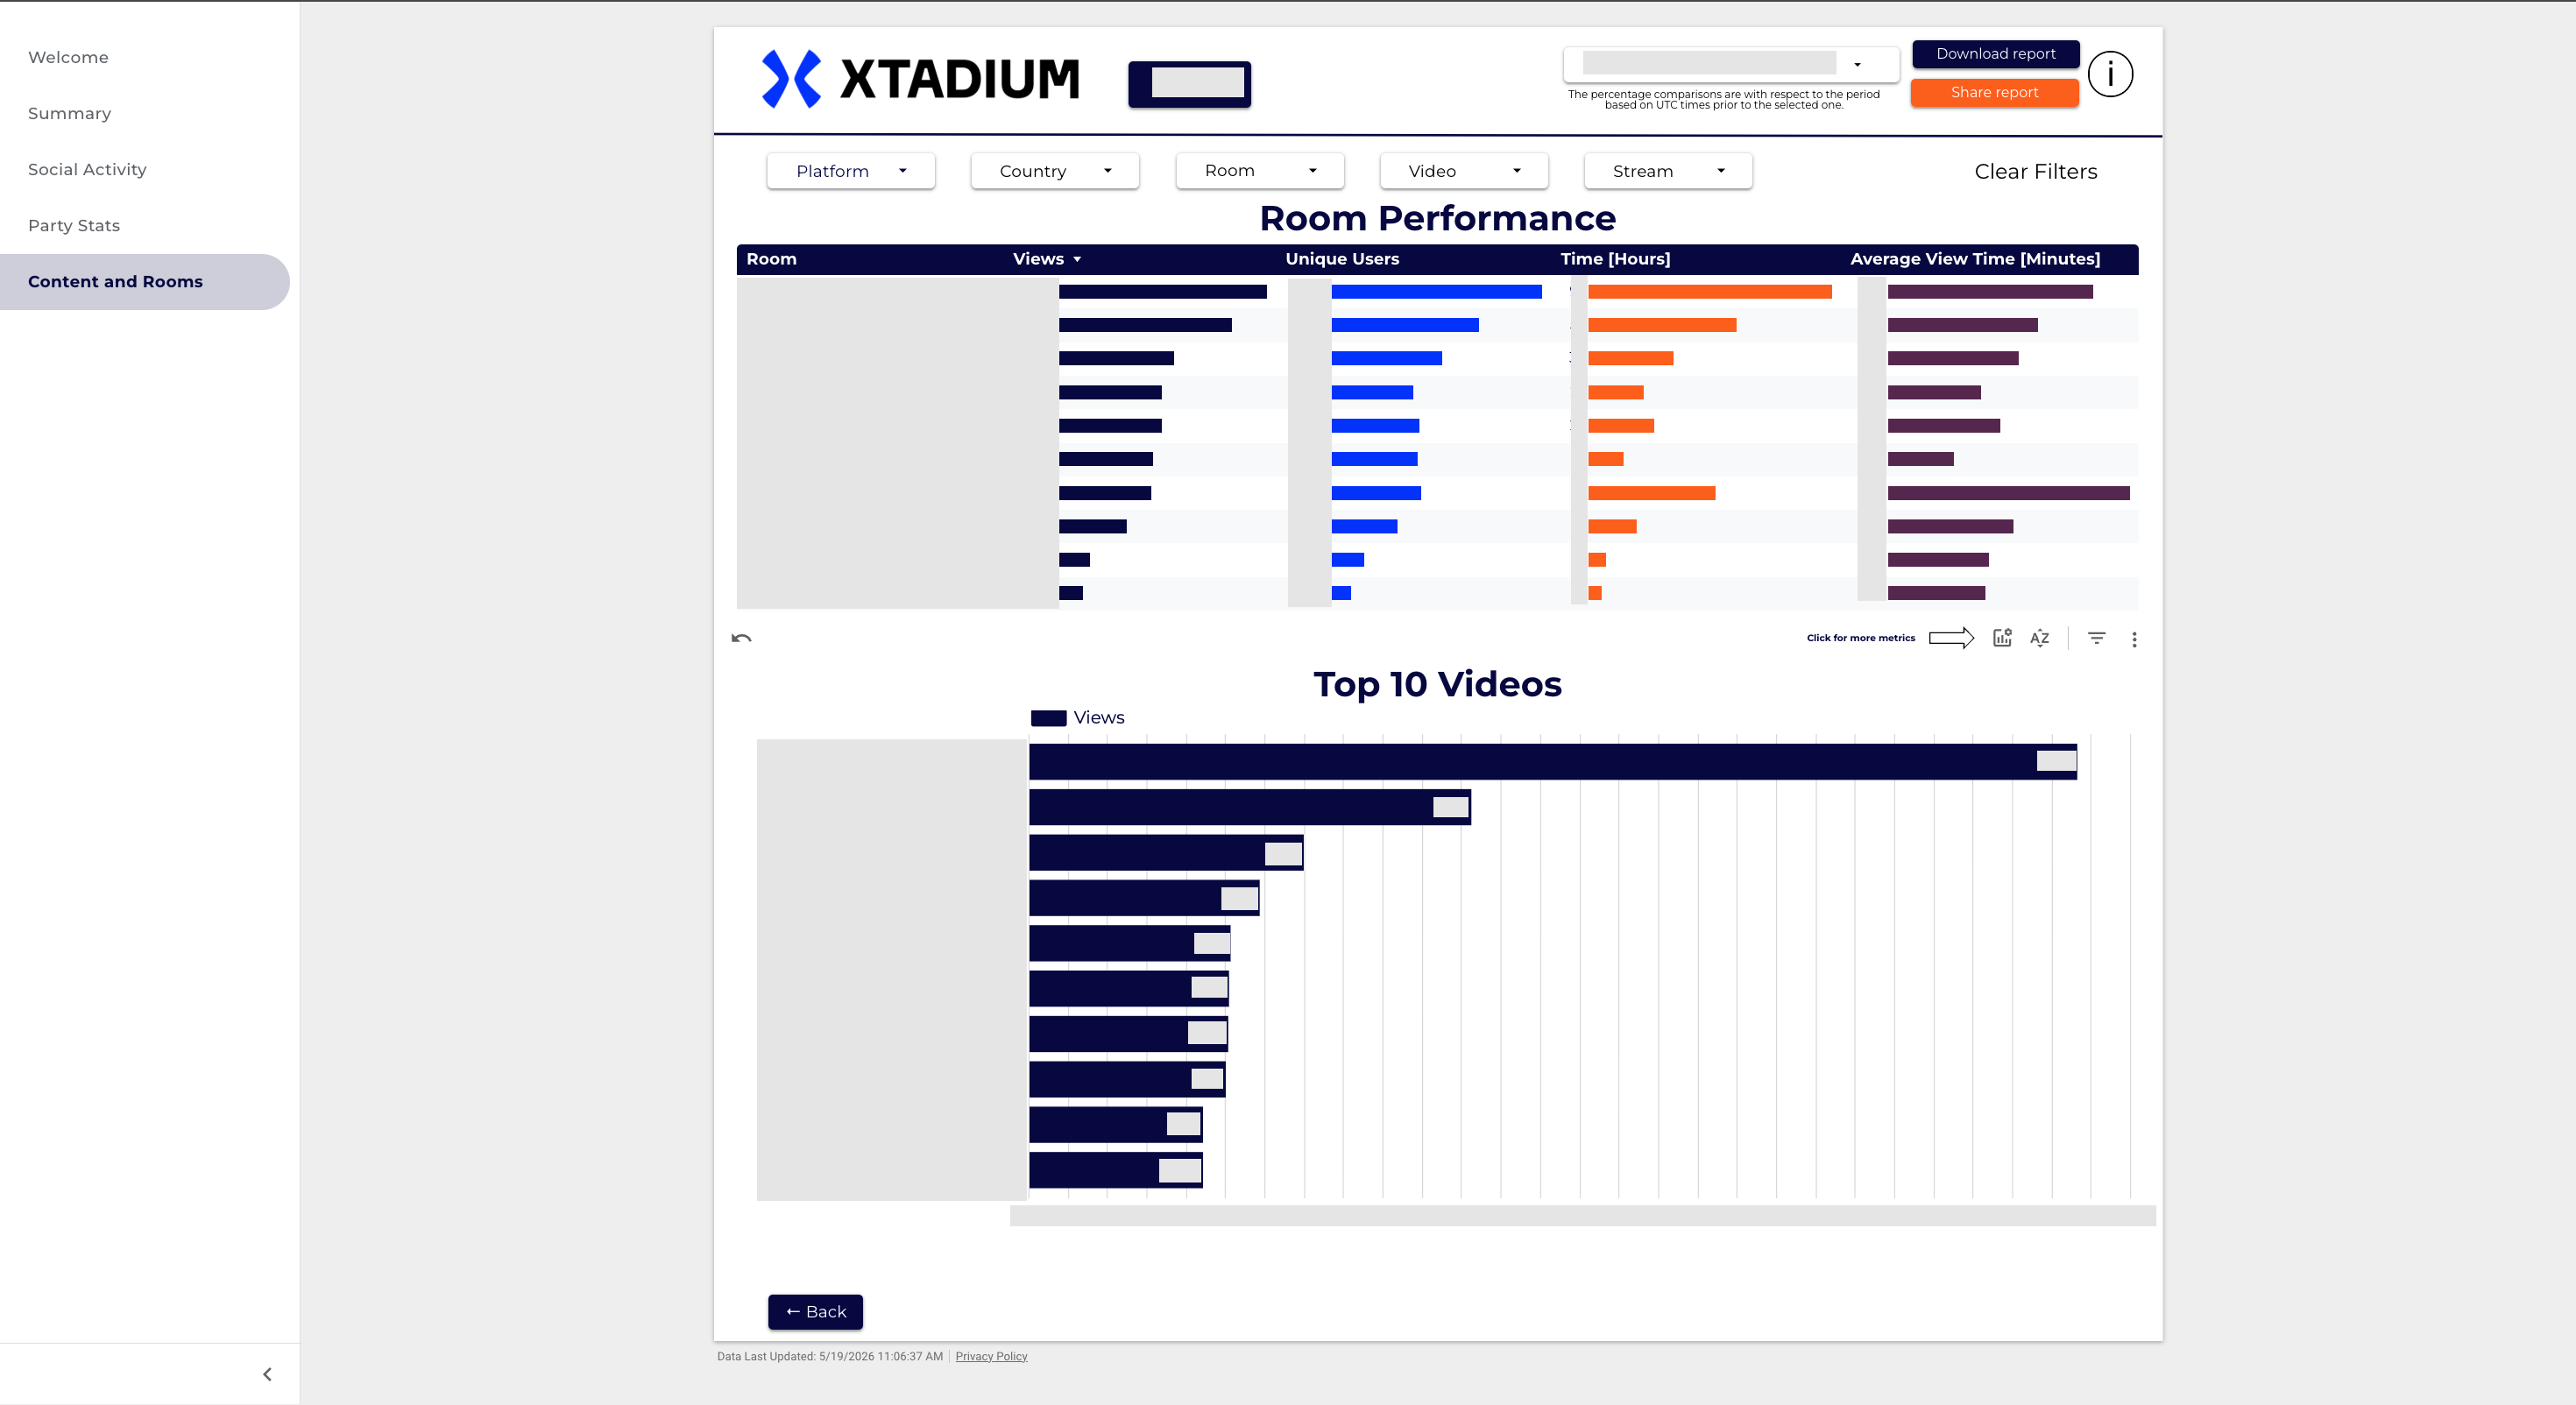 Welcome
Summary
Social Activity
Party Stats
Content and Rooms
XTADIUM
The percentage comparisons are with respect to the period
based on UTC times prior to the selected one.
Download report
Share report
i
Platform
Country
Room
Video
Stream
Clear Filters
Room Performance
Room Views Unique Users Time [Hours] Average View Time [Minutes]
Click for more metrics
AZ
Top 10 Videos
Views
← Back
Data Last Updated: 5/19/2026 11:06:37 AM
Privacy Policy